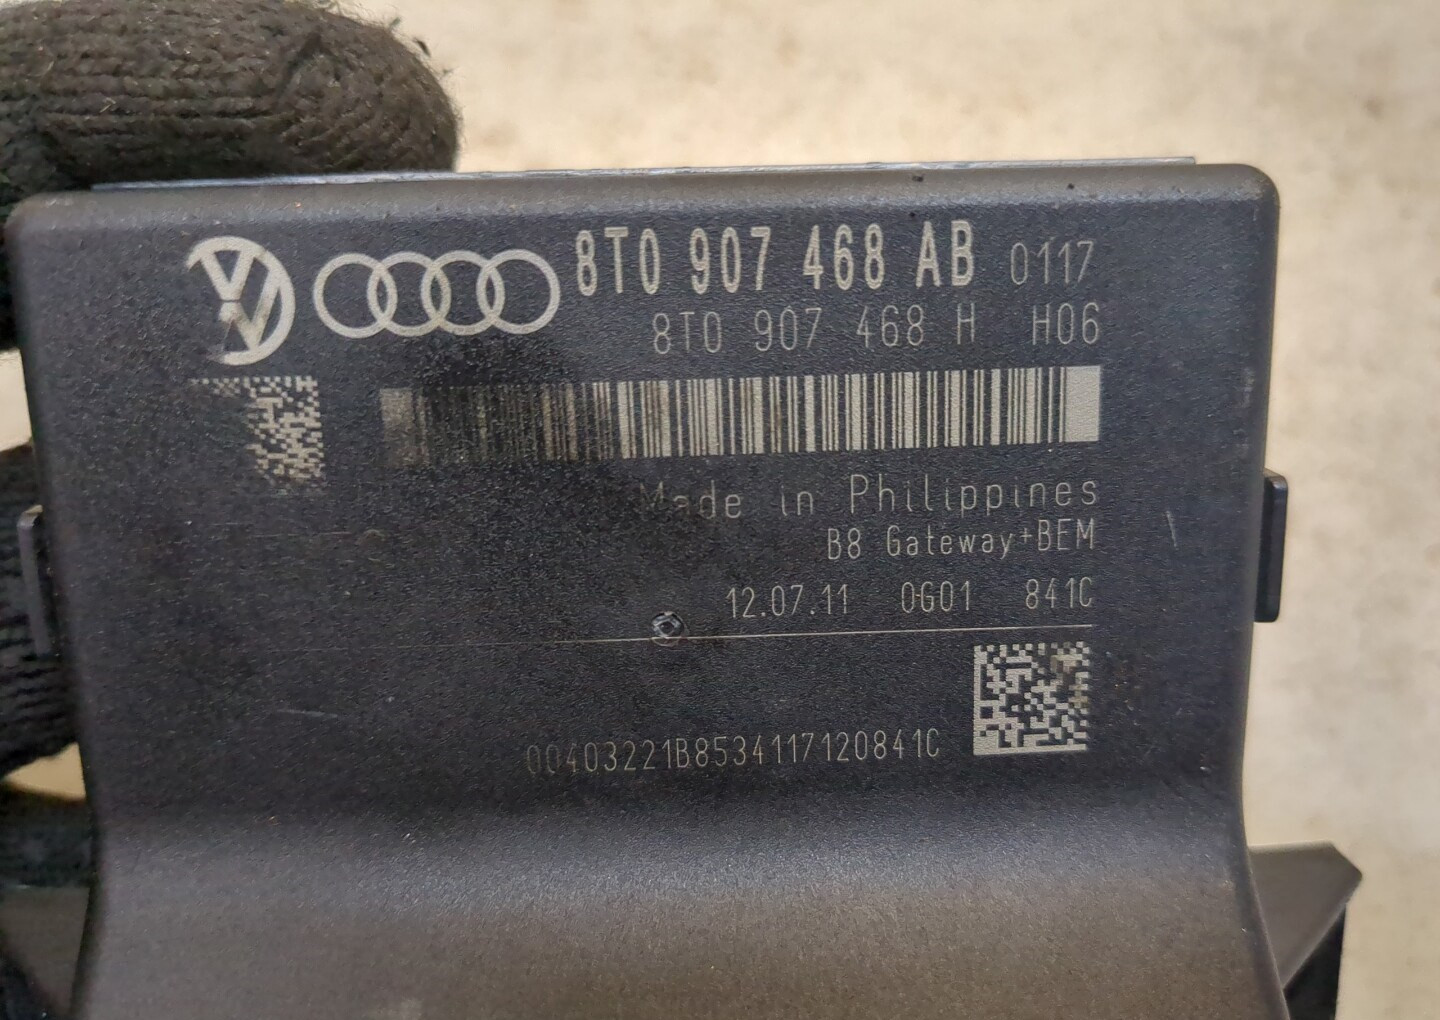 8T0 907 468 AB 0117
8T0 907 468 H H06
Made in Philippines
B8 Gateway+BEM
12.07.11 0G01 841C
00403221B8534117120841C